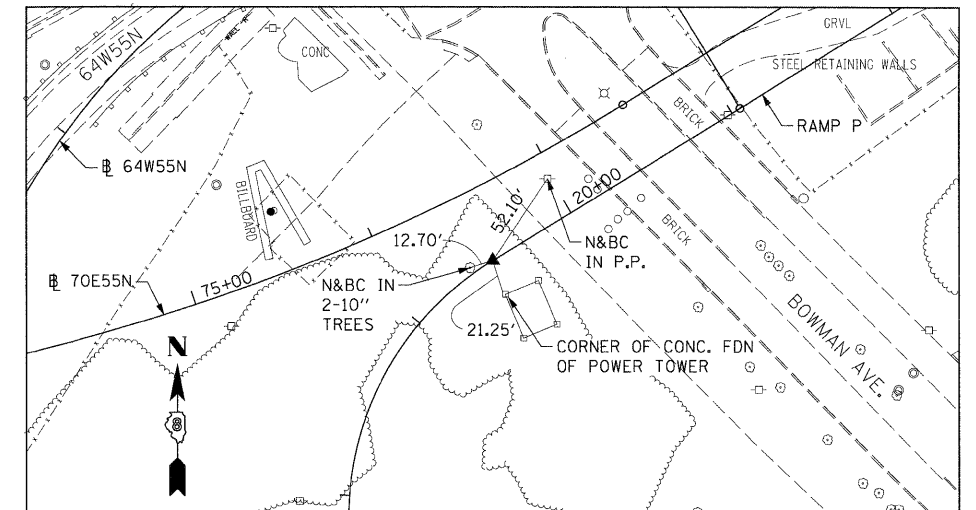 64W55N
CONC
GRVL
STEEL RETAINING WALLS
BRICK
RAMP P
℄ 64W55N
BILLBOARD
52.10'
20+00
12.70'
N&BC
IN P.P.
BRICK
℄ 70E55N
75+00
N&BC IN
2-10"
TREES
21.25'
BOWMAN AVE.
CORNER OF CONC. FDN
OF POWER TOWER
N
8